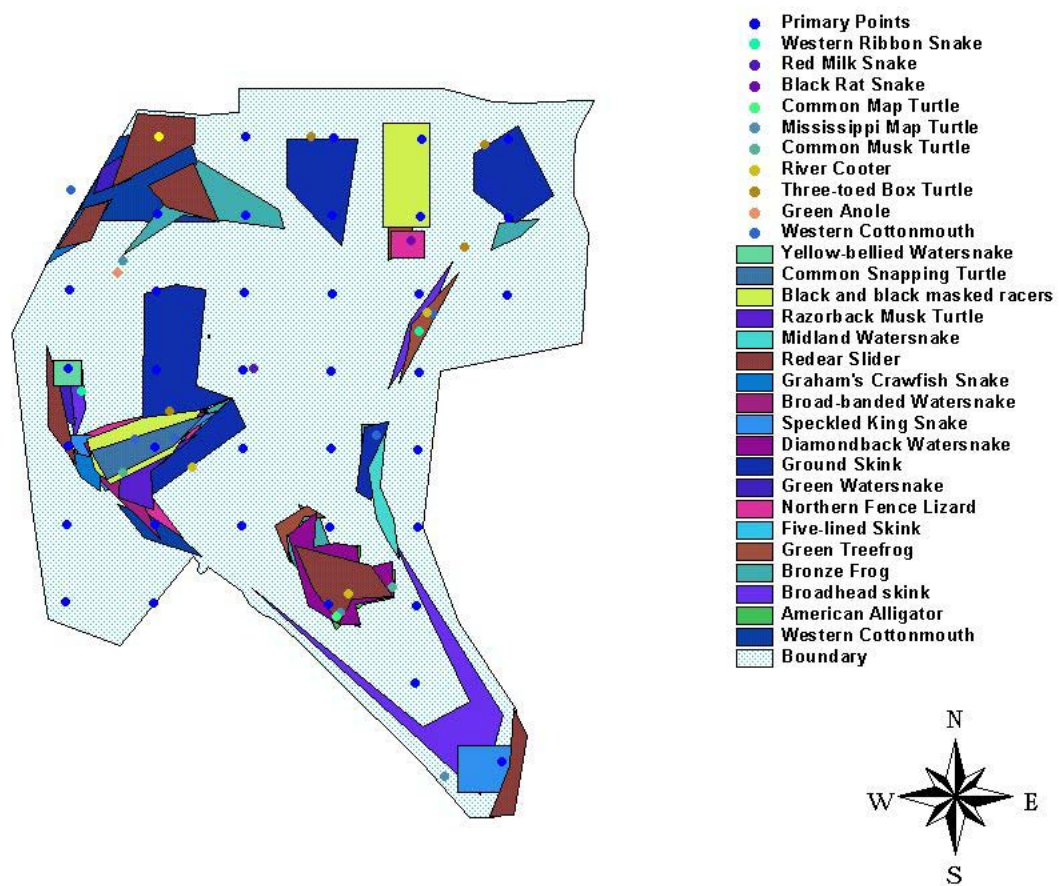 Primary Points
Western Ribbon Snake
Red Milk Snake
Black Rat Snake
Common Map Turtle
Mississippi Map Turtle
Common Musk Turtle
River Cooter
Three-toed Box Turtle
Green Anole
Western Cottonmouth
Yellow-bellied Watersnake
Common Snapping Turtle
Black and black masked racers
Razorback Musk Turtle
Midland Watersnake
Redear Slider
Graham's Crawfish Snake
Broad-banded Watersnake
Speckled King Snake
Diamondback Watersnake
Ground Skink
Green Watersnake
Northern Fence Lizard
Five-lined Skink
Green Treefrog
Bronze Frog
Broadhead skink
American Alligator
Western Cottonmouth
Boundary
N
W
E
S